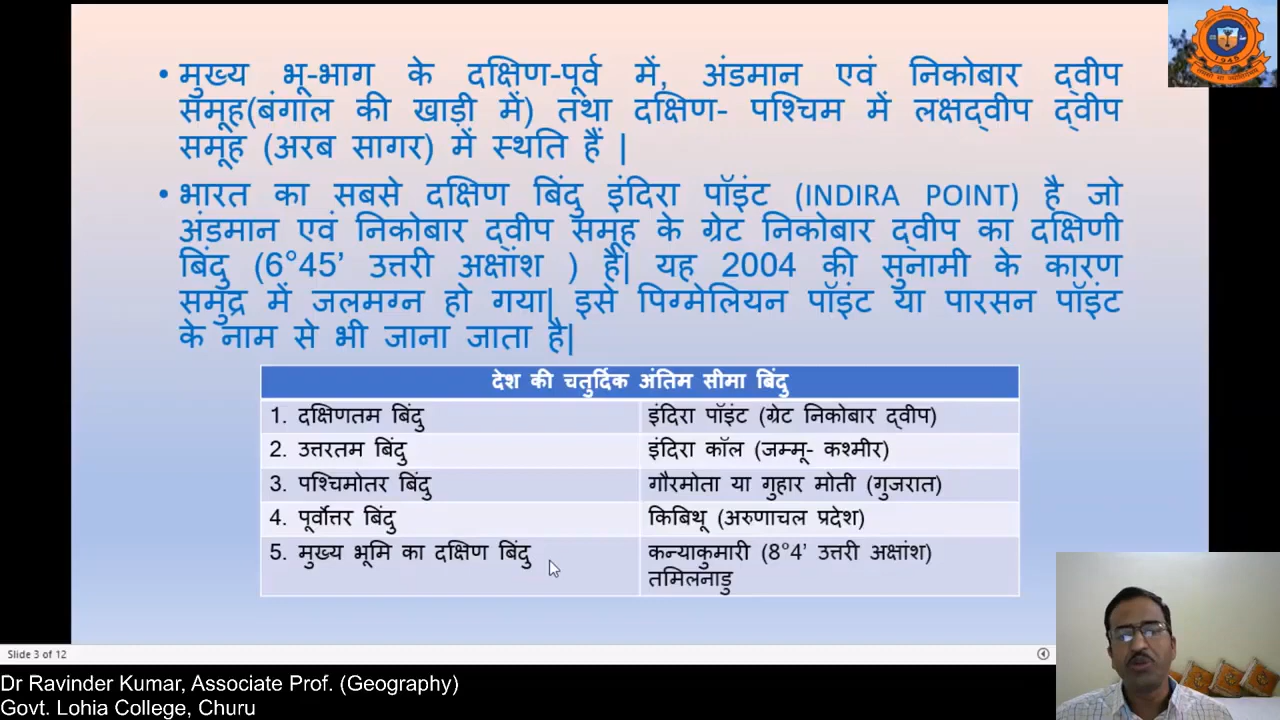 • मुख्य भू-भाग के दक्षिण-पूर्व में, अंडमान एवं निकोबार द्वीप
समूह(बंगाल की खाड़ी में) तथा दक्षिण- पश्चिम में लक्षद्वीप द्वीप
समूह (अरब सागर) में स्थति हैं |
• भारत का सबसे दक्षिण बिंदु इंदिरा पॉइंट (INDIRA POINT) है जो
अंडमान एवं निकोबार द्वीप समूह के ग्रेट निकोबार द्वीप का दक्षिणी
बिंदु (6°45’ उत्तरी अक्षांश ) है| यह 2004 की सुनामी के कारण
समुद्र में जलमग्न हो गया| इसे पिग्मेलियन पॉइंट या पारसन पॉइंट
के नाम से भी जाना जाता है|
देश की चतुर्दिक अंतिम सीमा बिंदु
1. दक्षिणतम बिंदु इंदिरा पॉइंट (ग्रेट निकोबार द्वीप)
2. उत्तरतम बिंदु इंदिरा कॉल (जम्मू- कश्मीर)
3. पश्चिमोतर बिंदु गौरमोता या गुहार मोती (गुजरात)
4. पूर्वोत्तर बिंदु किबिथू (अरुणाचल प्रदेश)
5. मुख्य भूमि का दक्षिण बिंदु कन्याकुमारी (8°4’ उत्तरी अक्षांश)
तमिलनाडु
Slide 3 of 12
Dr Ravinder Kumar, Associate Prof. (Geography)
Govt. Lohia College, Churu
1945